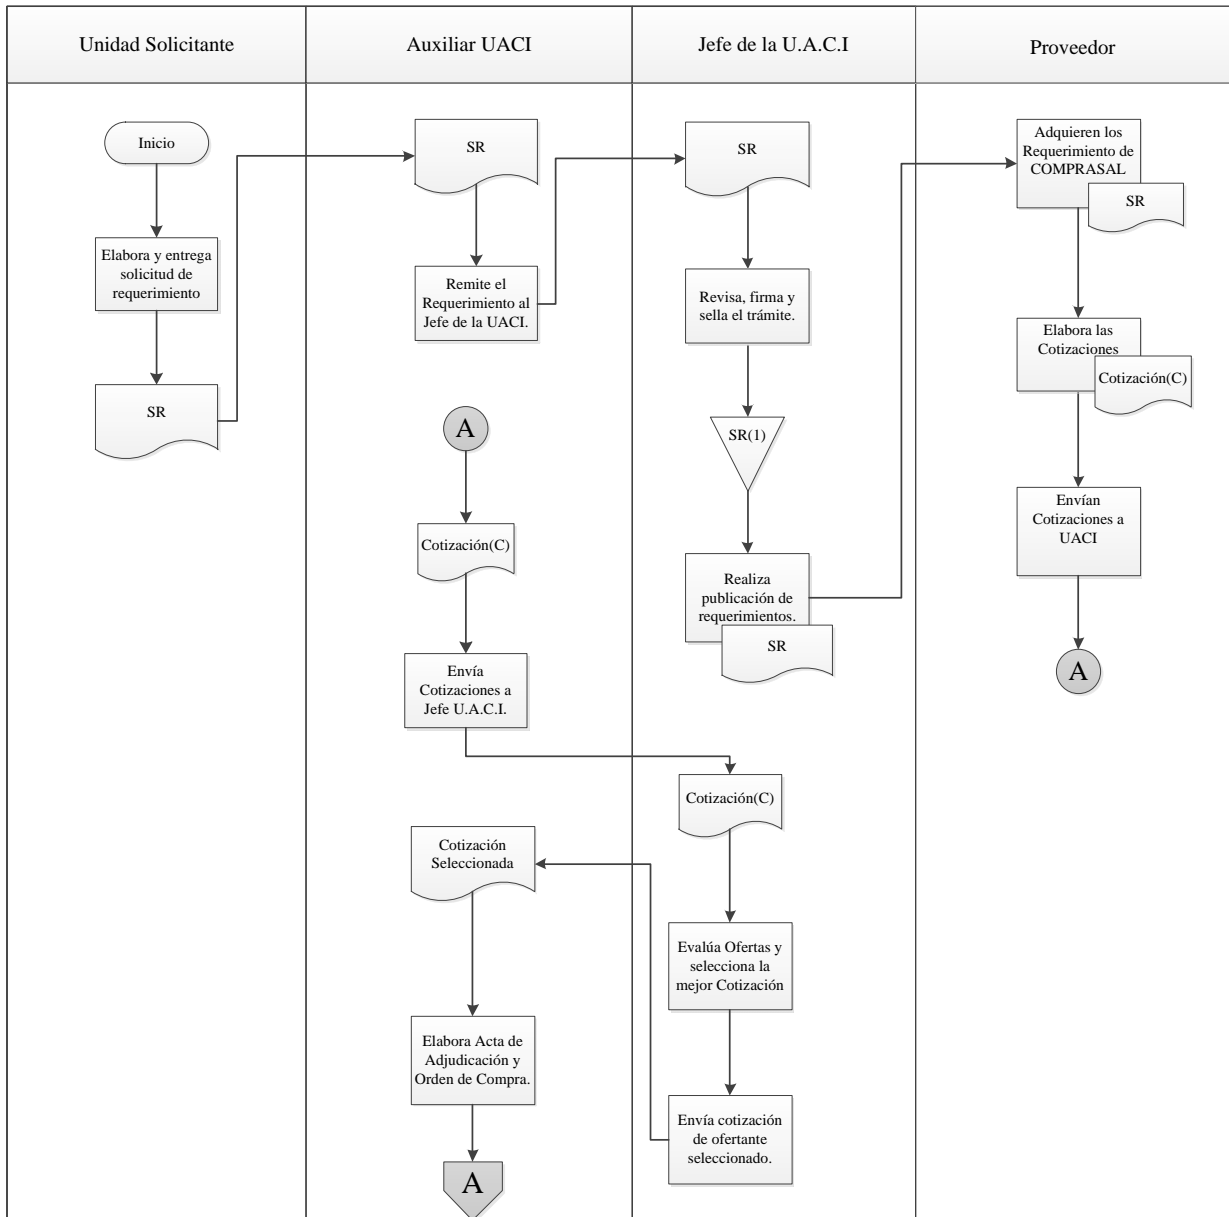 Unidad Solicitante
Auxiliar UACI
Jefe de la U.A.C.I
Proveedor
Inicio
Elabora y entrega
solicitud de
requerimiento
SR
SR
Remite el
Requerimiento al
Jefe de la UACI.
A
Cotización(C)
Envía
Cotizaciones a
Jefe U.A.C.I.
Cotización
Seleccionada
Elabora Acta de
Adjudicación y
Orden de Compra.
A
SR
Revisa, firma y
sella el trámite.
SR(1)
Realiza
publicación de
requerimientos.
SR
Cotización(C)
Evalúa Ofertas y
selecciona la
mejor Cotización
Envía cotización
de ofertante
seleccionado.
Adquieren los
Requerimiento de
COMPRASAL
SR
Elabora las
Cotizaciones
Cotización(C)
Envían
Cotizaciones a
UACI
A